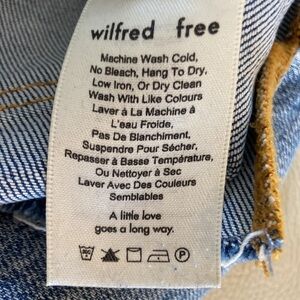 wilfred free
Machine Wash Cold,
No Bleach, Hang To Dry,
Low Iron, Or Dry Clean
Wash With Like Colours
Laver à La Machine à
L'eau Froide,
Pas De Blanchiment,
Suspendre Pour Sécher,
Repasser à Basse Température,
Ou Nettoyer à Sec
Laver Avec Des Couleurs
Semblables
A little love
goes a long way.